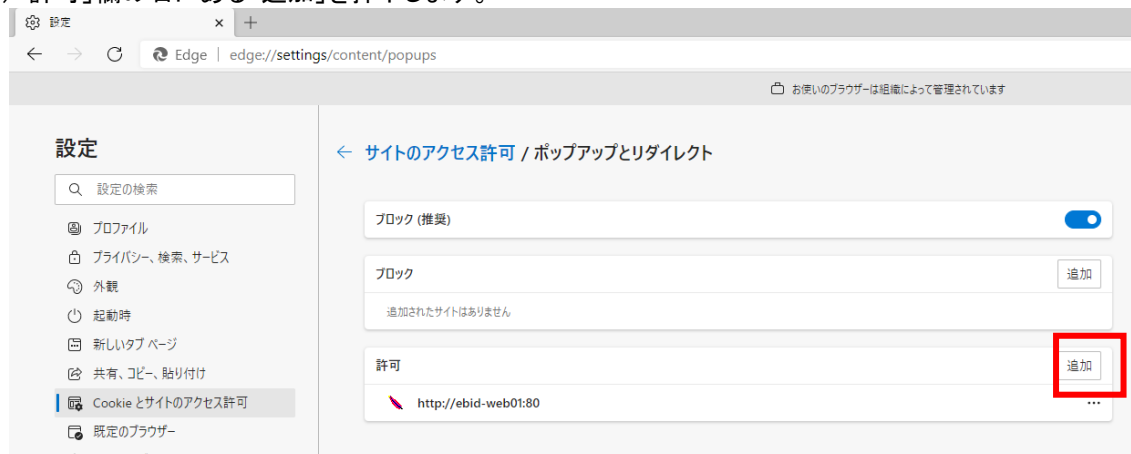 設定
Edge | edge://settings/content/popups
お使いのブラウザーは組織によって管理されています
設定
設定の検索
プロファイル
プライバシー、検索、サービス
外観
起動時
新しいタブ ページ
共有、コピー、貼り付け
Cookie とサイトのアクセス許可
既定のブラウザー
サイトのアクセス許可 / ポップアップとリダイレクト
ブロック (推奨)
ブロック
追加
追加されたサイトはありません
許可
追加
http://ebid-web01:80